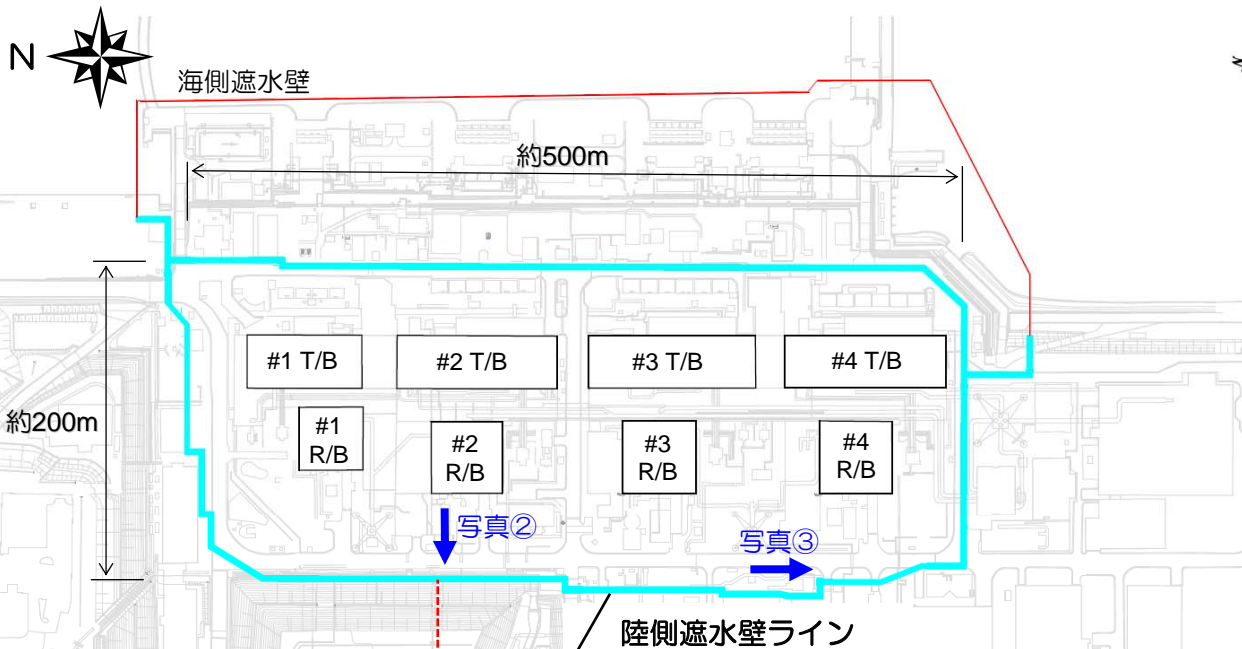 N
海側遮水壁
約500m
#1 T/B
#2 T/B
#3 T/B
#4 T/B
約200m
#1
R/B
#2
R/B
#3
R/B
#4
R/B
写真②
写真③
陸側遮水壁ライン